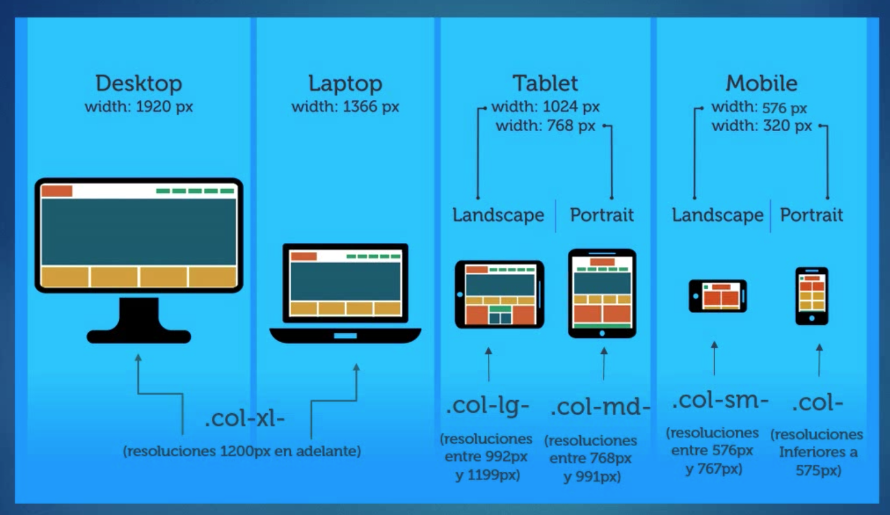 Desktop
width: 1920 px
Laptop
width: 1366 px
Tablet
width: 1024 px
width: 768 px
Landscape
Portrait
Mobile
width: 576 px
width: 320 px
Landscape
Portrait
.col-xl-
(resoluciones 1200px en adelante)
.col-lg-
(resoluciones
entre 992px
y 1199px)
.col-md-
(resoluciones
entre 768px
y 991px)
.col-sm-
(resoluciones
entre 576px
y 767px)
.col-
(resoluciones
Inferiores a
575px)